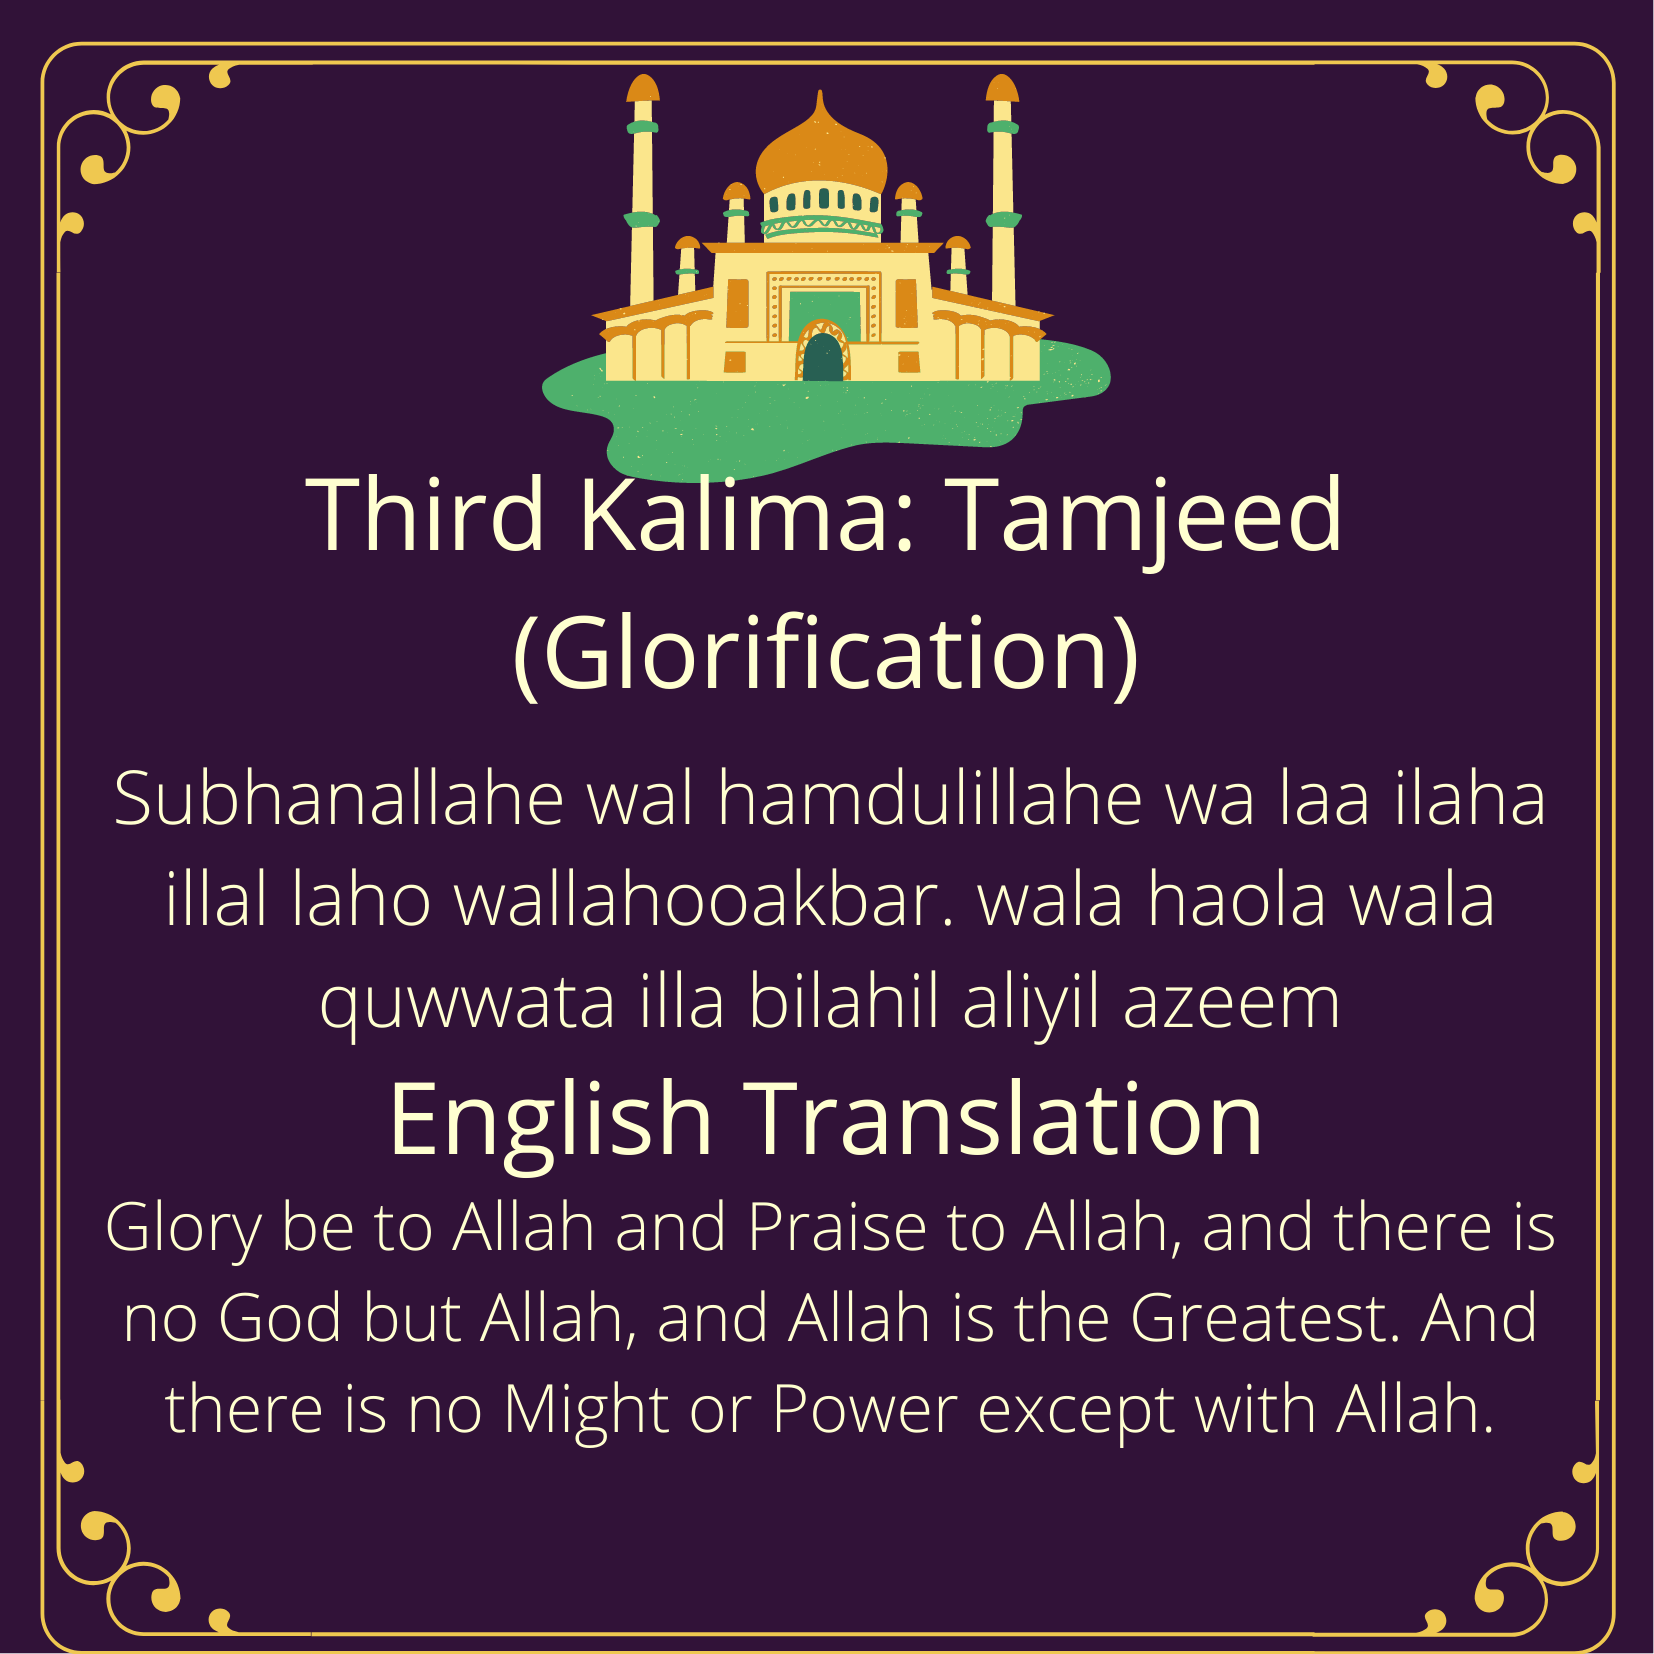 Third Kalima: Tamjeed
(Glorification)
Subhanallahe wal hamdulillahe wa laa ilaha
illal laho wallahooakbar. wala haola wala
quwwata illa bilahil aliyil azeem
English Translation
Glory be to Allah and Praise to Allah, and there is
no God but Allah, and Allah is the Greatest. And
there is no Might or Power except with Allah.